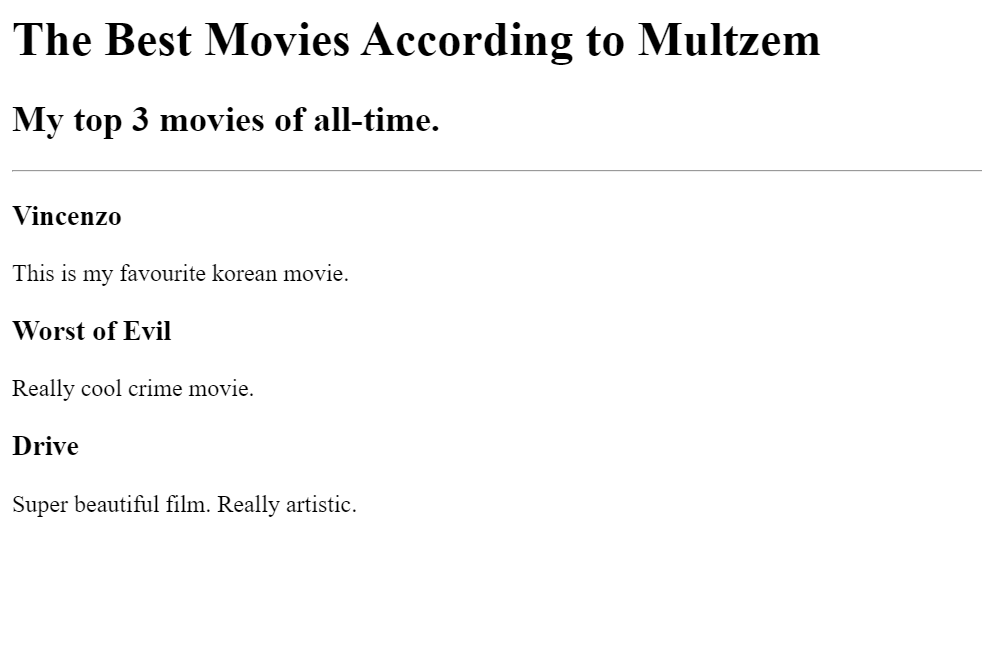 The Best Movies According to Multzem
My top 3 movies of all-time.
Vincenzo
This is my favourite korean movie.
Worst of Evil
Really cool crime movie.
Drive
Super beautiful film. Really artistic.